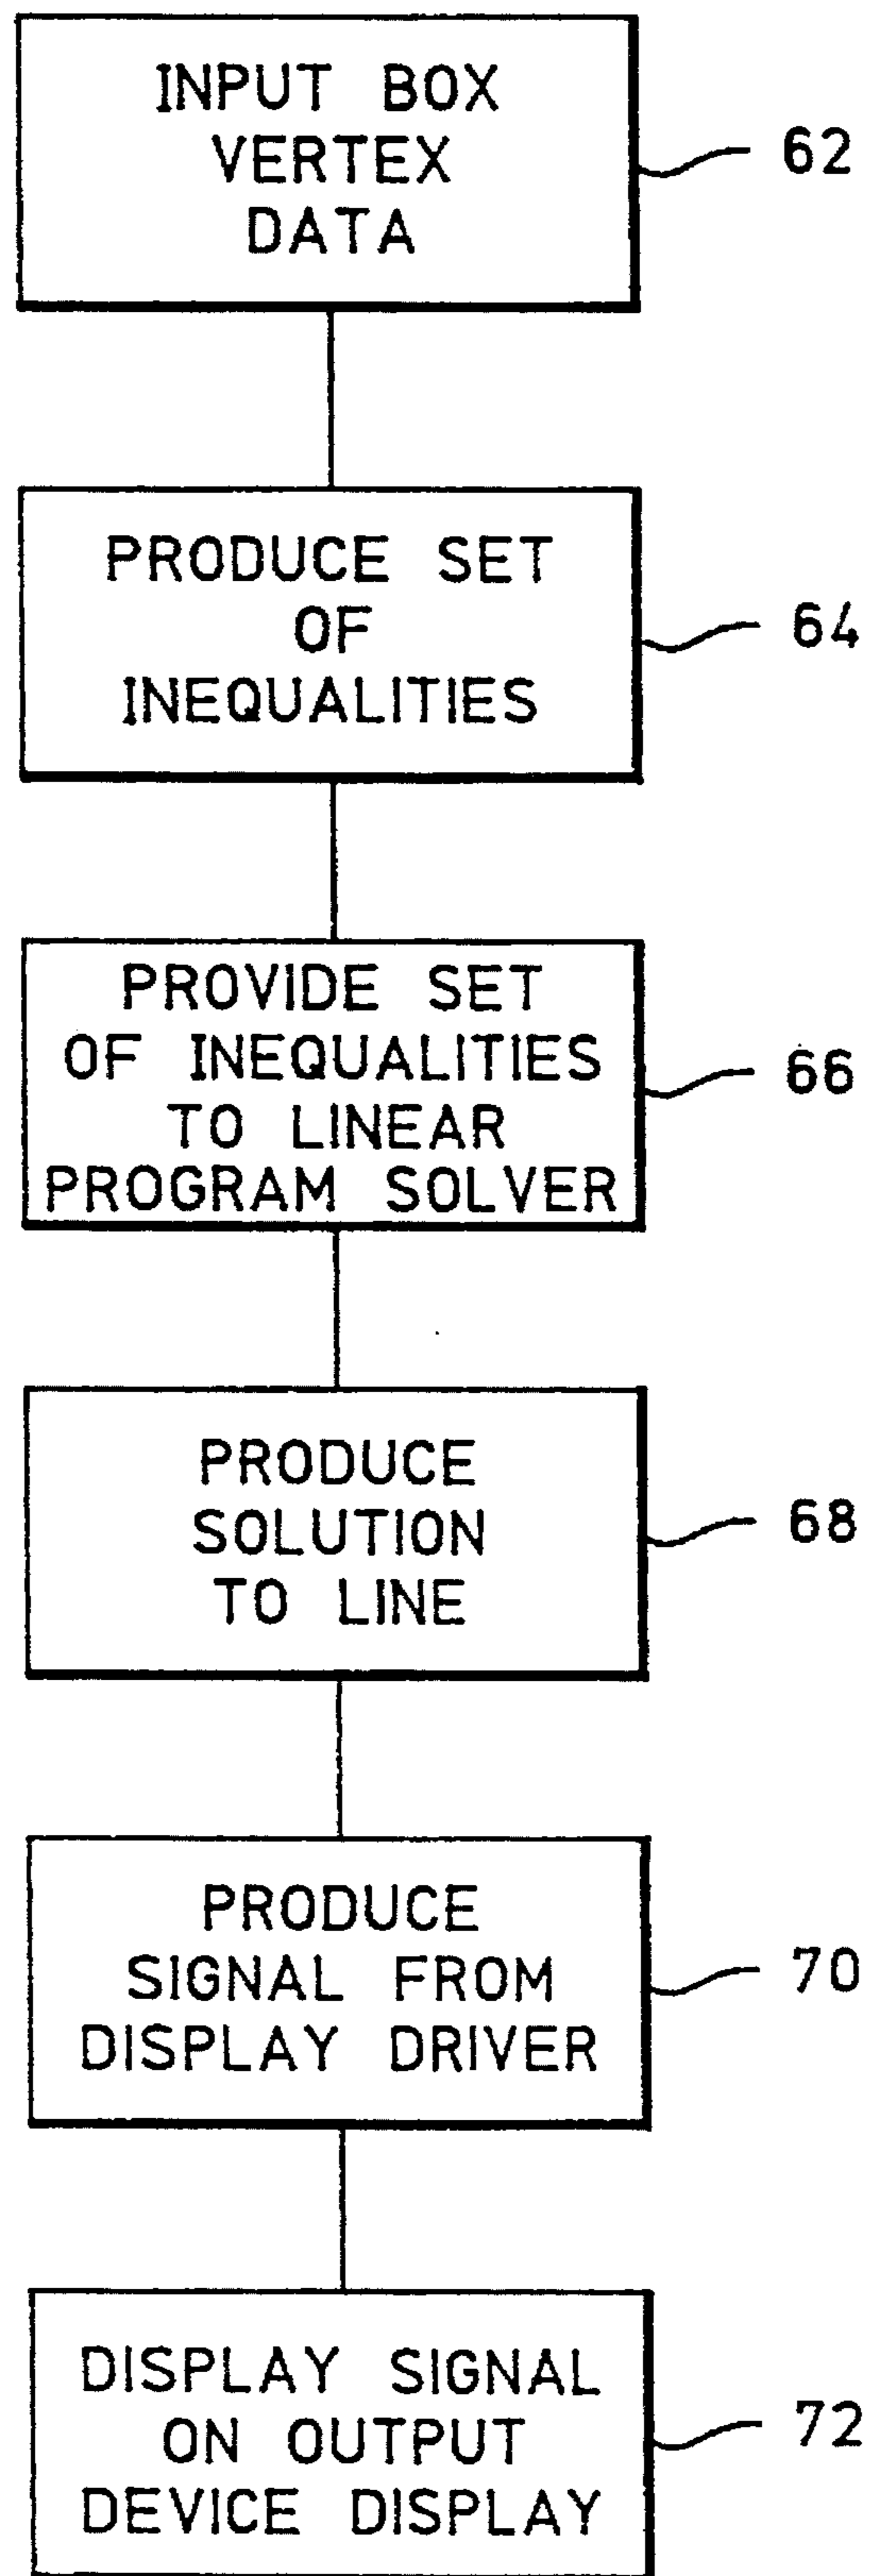 INPUT BOX
VERTEX
DATA
62
PRODUCE SET
OF
INEQUALITIES
64
PROVIDE SET
OF INEQUALITIES
TO LINEAR
PROGRAM SOLVER
66
PRODUCE
SOLUTION
TO LINE
68
PRODUCE
SIGNAL FROM
DISPLAY DRIVER
70
DISPLAY SIGNAL
ON OUTPUT
DEVICE DISPLAY
72